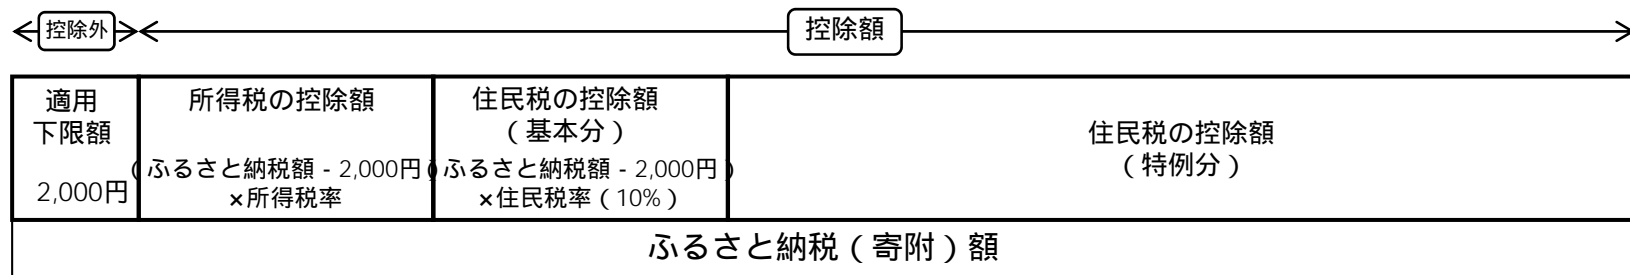 控除外
控除額
適用
下限額
2,000円
所得税の控除額
(ふるさと納税額 - 2,000円)
×所得税率
住民税の控除額
(基本分)
(ふるさと納税額 - 2,000円)
×住民税率(10%)
住民税の控除額
(特例分)
ふるさと納税(寄附)額